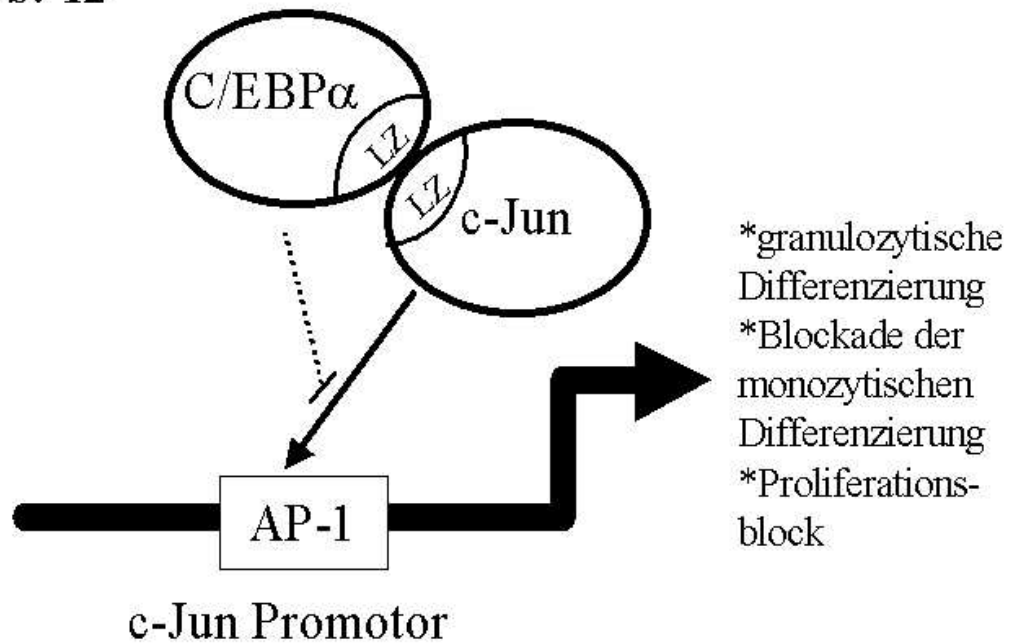 C/EBPα
LZ
LZ
c-Jun
*granulozytische
Differenzierung
*Blockade der
monozytischen
Differenzierung
*Proliferations-
block
AP-1
c-Jun Promotor